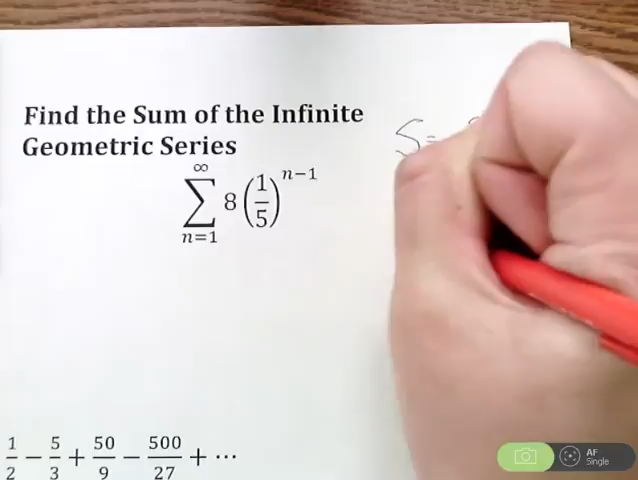 Find the Sum of the Infinite
Geometric Series
∞
∑ 8 (1/5)^{n−1}
n=1
S=
1/2 − 5/3 + 50/9 − 500/27 + ⋯
AF
Single